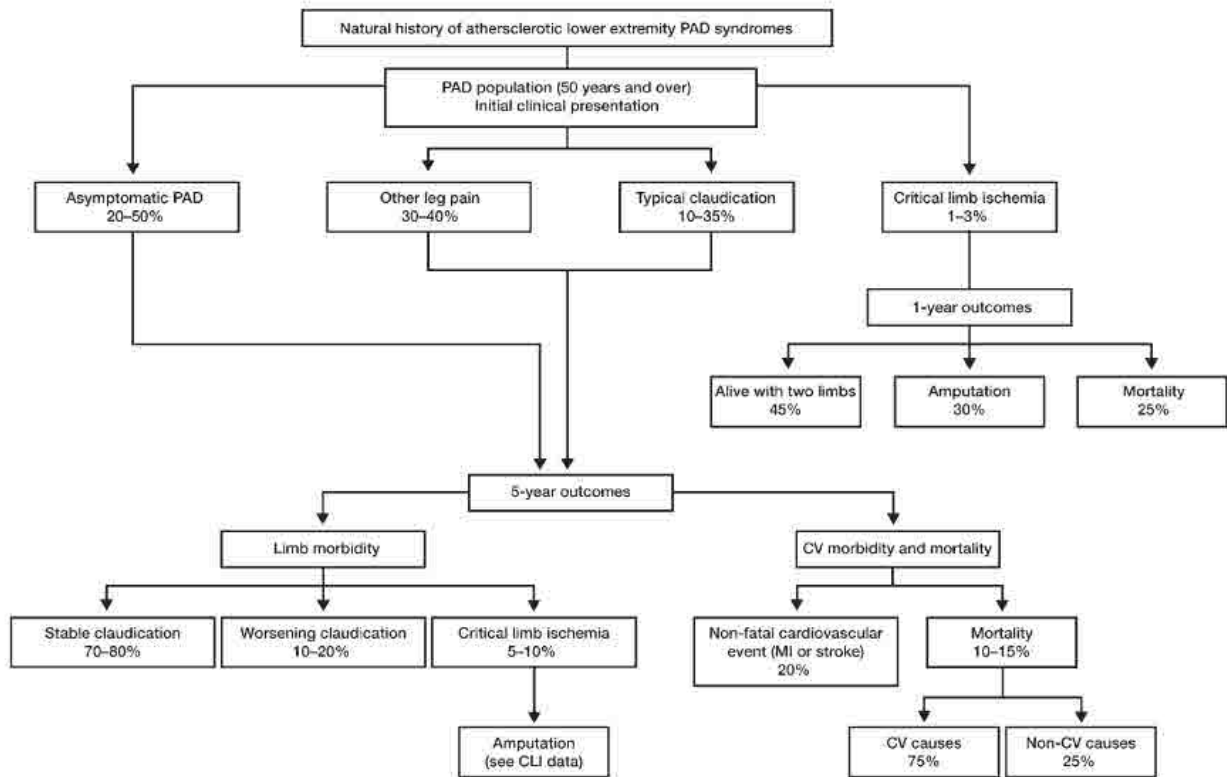 Natural history of athersclerotic lower extremity PAD syndromes
PAD population (50 years and over)
Initial clinical presentation
Asymptomatic PAD
20–50%
Other leg pain
30–40%
Typical claudication
10–35%
Critical limb ischemia
1–3%
1-year outcomes
Alive with two limbs
45%
Amputation
30%
Mortality
25%
5-year outcomes
Limb morbidity
CV morbidity and mortality
Stable claudication
70–80%
Worsening claudication
10–20%
Critical limb ischemia
5–10%
Non-fatal cardiovascular
event (MI or stroke)
20%
Mortality
10–15%
Amputation
(see CLI data)
CV causes
75%
Non-CV causes
25%